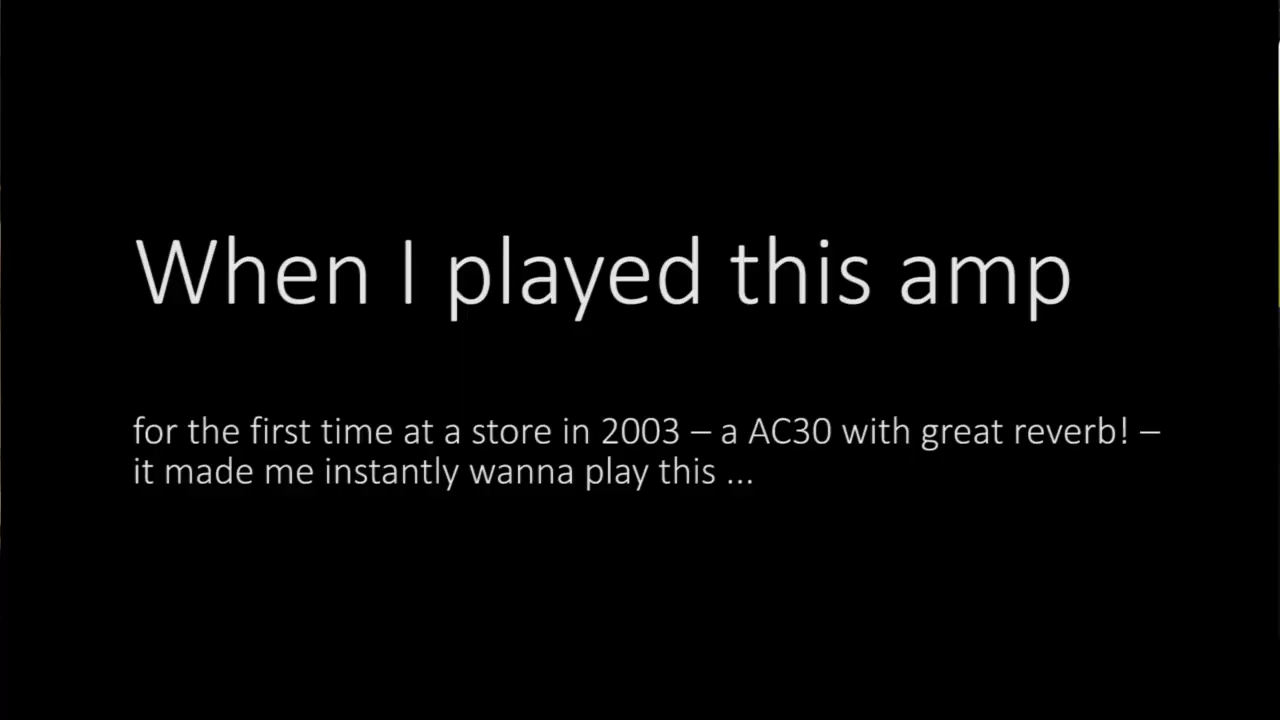 When I played this amp
for the first time at a store in 2003 – a AC30 with great reverb! –
it made me instantly wanna play this ...